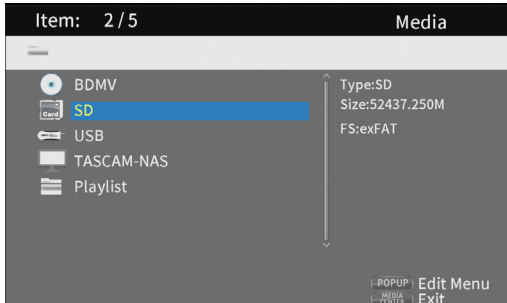 Item: 2/5
Media
BDMV
Card
SD
USB
TASCAM-NAS
Playlist
Type:SD
Size:52437.250M
FS:exFAT
POPUP Edit Menu
MEDIA CENTER Exit